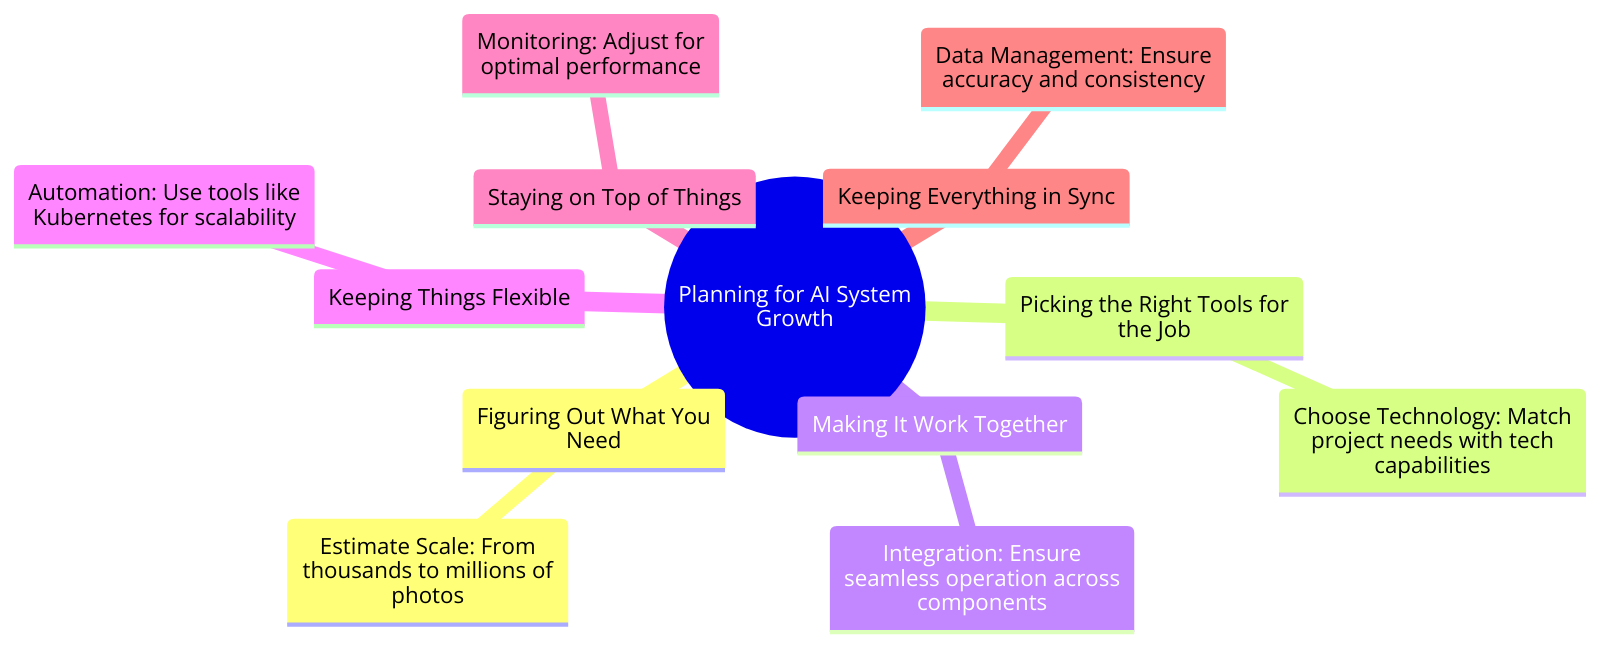 Monitoring: Adjust for
optimal performance
Data Management: Ensure
accuracy and consistency
Automation: Use tools like
Kubernetes for scalability
Staying on Top of Things
Keeping Everything in Sync
Keeping Things Flexible
Planning for AI System
Growth
Picking the Right Tools for
the Job
Figuring Out What You
Need
Making It Work Together
Choose Technology: Match
project needs with tech
capabilities
Estimate Scale: From
thousands to millions of
photos
Integration: Ensure
seamless operation across
components